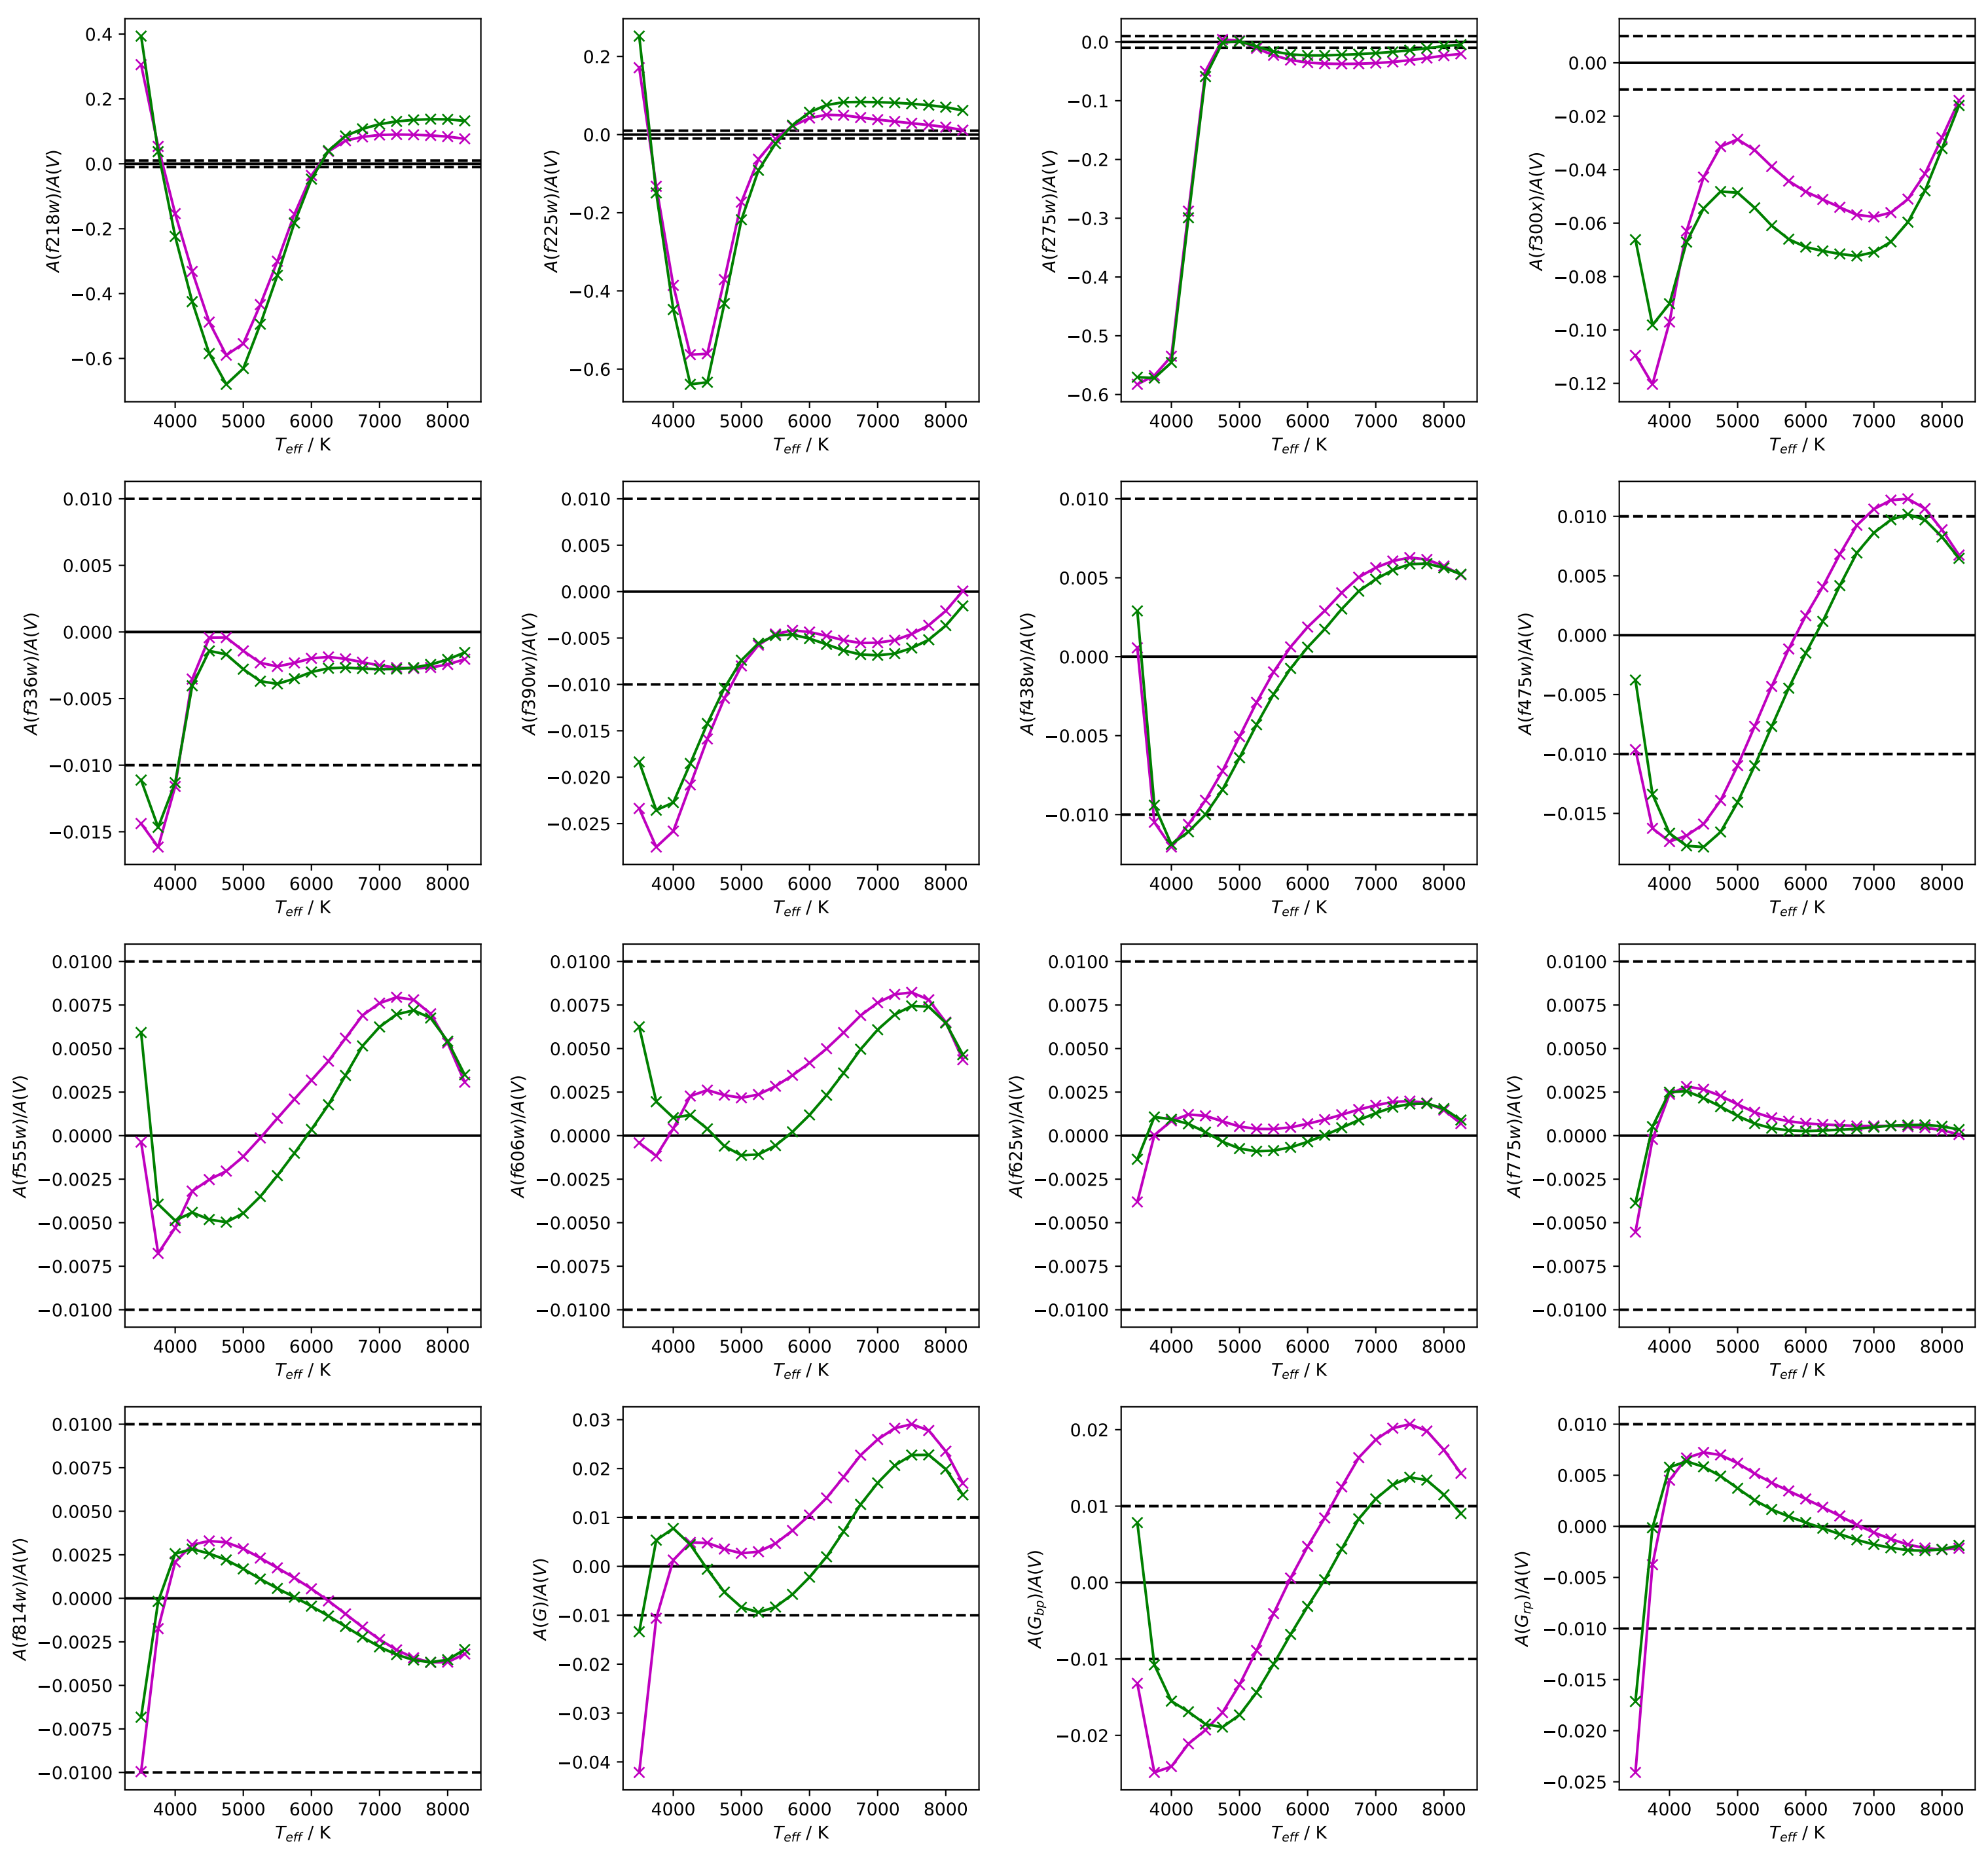 A(f218w)/A(V)
0.4
0.2
0.0
−0.2
−0.4
−0.6
4000 5000 6000 7000 8000
T_eff / K
A(f225w)/A(V)
0.2
0.0
−0.2
−0.4
−0.6
4000 5000 6000 7000 8000
T_eff / K
A(f275w)/A(V)
0.0
−0.1
−0.2
−0.3
−0.4
−0.5
−0.6
4000 5000 6000 7000 8000
T_eff / K
A(f300x)/A(V)
0.00
−0.02
−0.04
−0.06
−0.08
−0.10
−0.12
4000 5000 6000 7000 8000
T_eff / K
A(f336w)/A(V)
0.010
0.005
0.000
−0.005
−0.010
−0.015
4000 5000 6000 7000 8000
T_eff / K
A(f390w)/A(V)
0.010
0.005
0.000
−0.005
−0.010
−0.015
−0.020
−0.025
4000 5000 6000 7000 8000
T_eff / K
A(f438w)/A(V)
0.010
0.005
0.000
−0.005
−0.010
4000 5000 6000 7000 8000
T_eff / K
A(f475w)/A(V)
0.010
0.005
0.000
−0.005
−0.010
−0.015
4000 5000 6000 7000 8000
T_eff / K
A(f555w)/A(V)
0.0100
0.0075
0.0050
0.0025
0.0000
−0.0025
−0.0050
−0.0075
−0.0100
4000 5000 6000 7000 8000
T_eff / K
A(f606w)/A(V)
0.0100
0.0075
0.0050
0.0025
0.0000
−0.0025
−0.0050
−0.0075
−0.0100
4000 5000 6000 7000 8000
T_eff / K
A(f625w)/A(V)
0.0100
0.0075
0.0050
0.0025
0.0000
−0.0025
−0.0050
−0.0075
−0.0100
4000 5000 6000 7000 8000
T_eff / K
A(f775w)/A(V)
0.0100
0.0075
0.0050
0.0025
0.0000
−0.0025
−0.0050
−0.0075
−0.0100
4000 5000 6000 7000 8000
T_eff / K
A(f814w)/A(V)
0.0100
0.0075
0.0050
0.0025
0.0000
−0.0025
−0.0050
−0.0075
−0.0100
4000 5000 6000 7000 8000
T_eff / K
A(G)/A(V)
0.03
0.02
0.01
0.00
−0.01
−0.02
−0.03
−0.04
4000 5000 6000 7000 8000
T_eff / K
A(G_bp)/A(V)
0.02
0.01
0.00
−0.01
−0.02
4000 5000 6000 7000 8000
T_eff / K
A(G_rp)/A(V)
0.010
0.005
0.000
−0.005
−0.010
−0.015
−0.020
−0.025
4000 5000 6000 7000 8000
T_eff / K